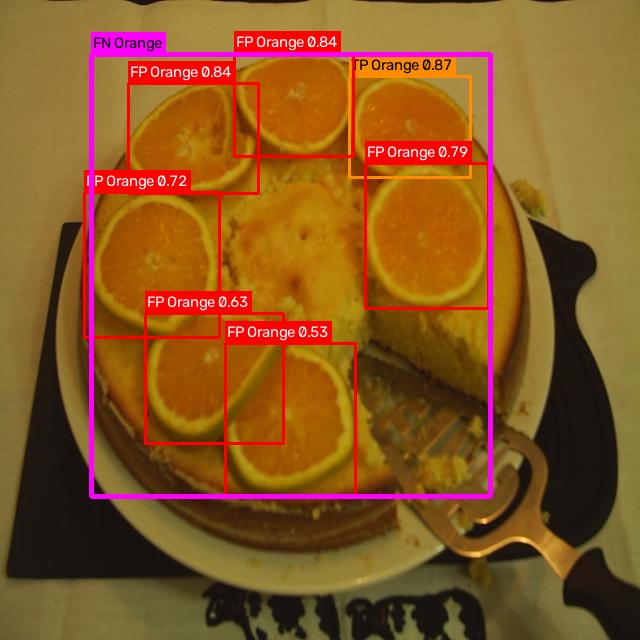 FN Orange
FP Orange 0.84
FP Orange 0.84
TP Orange 0.87
FP Orange 0.79
FP Orange 0.72
FP Orange 0.63
FP Orange 0.53